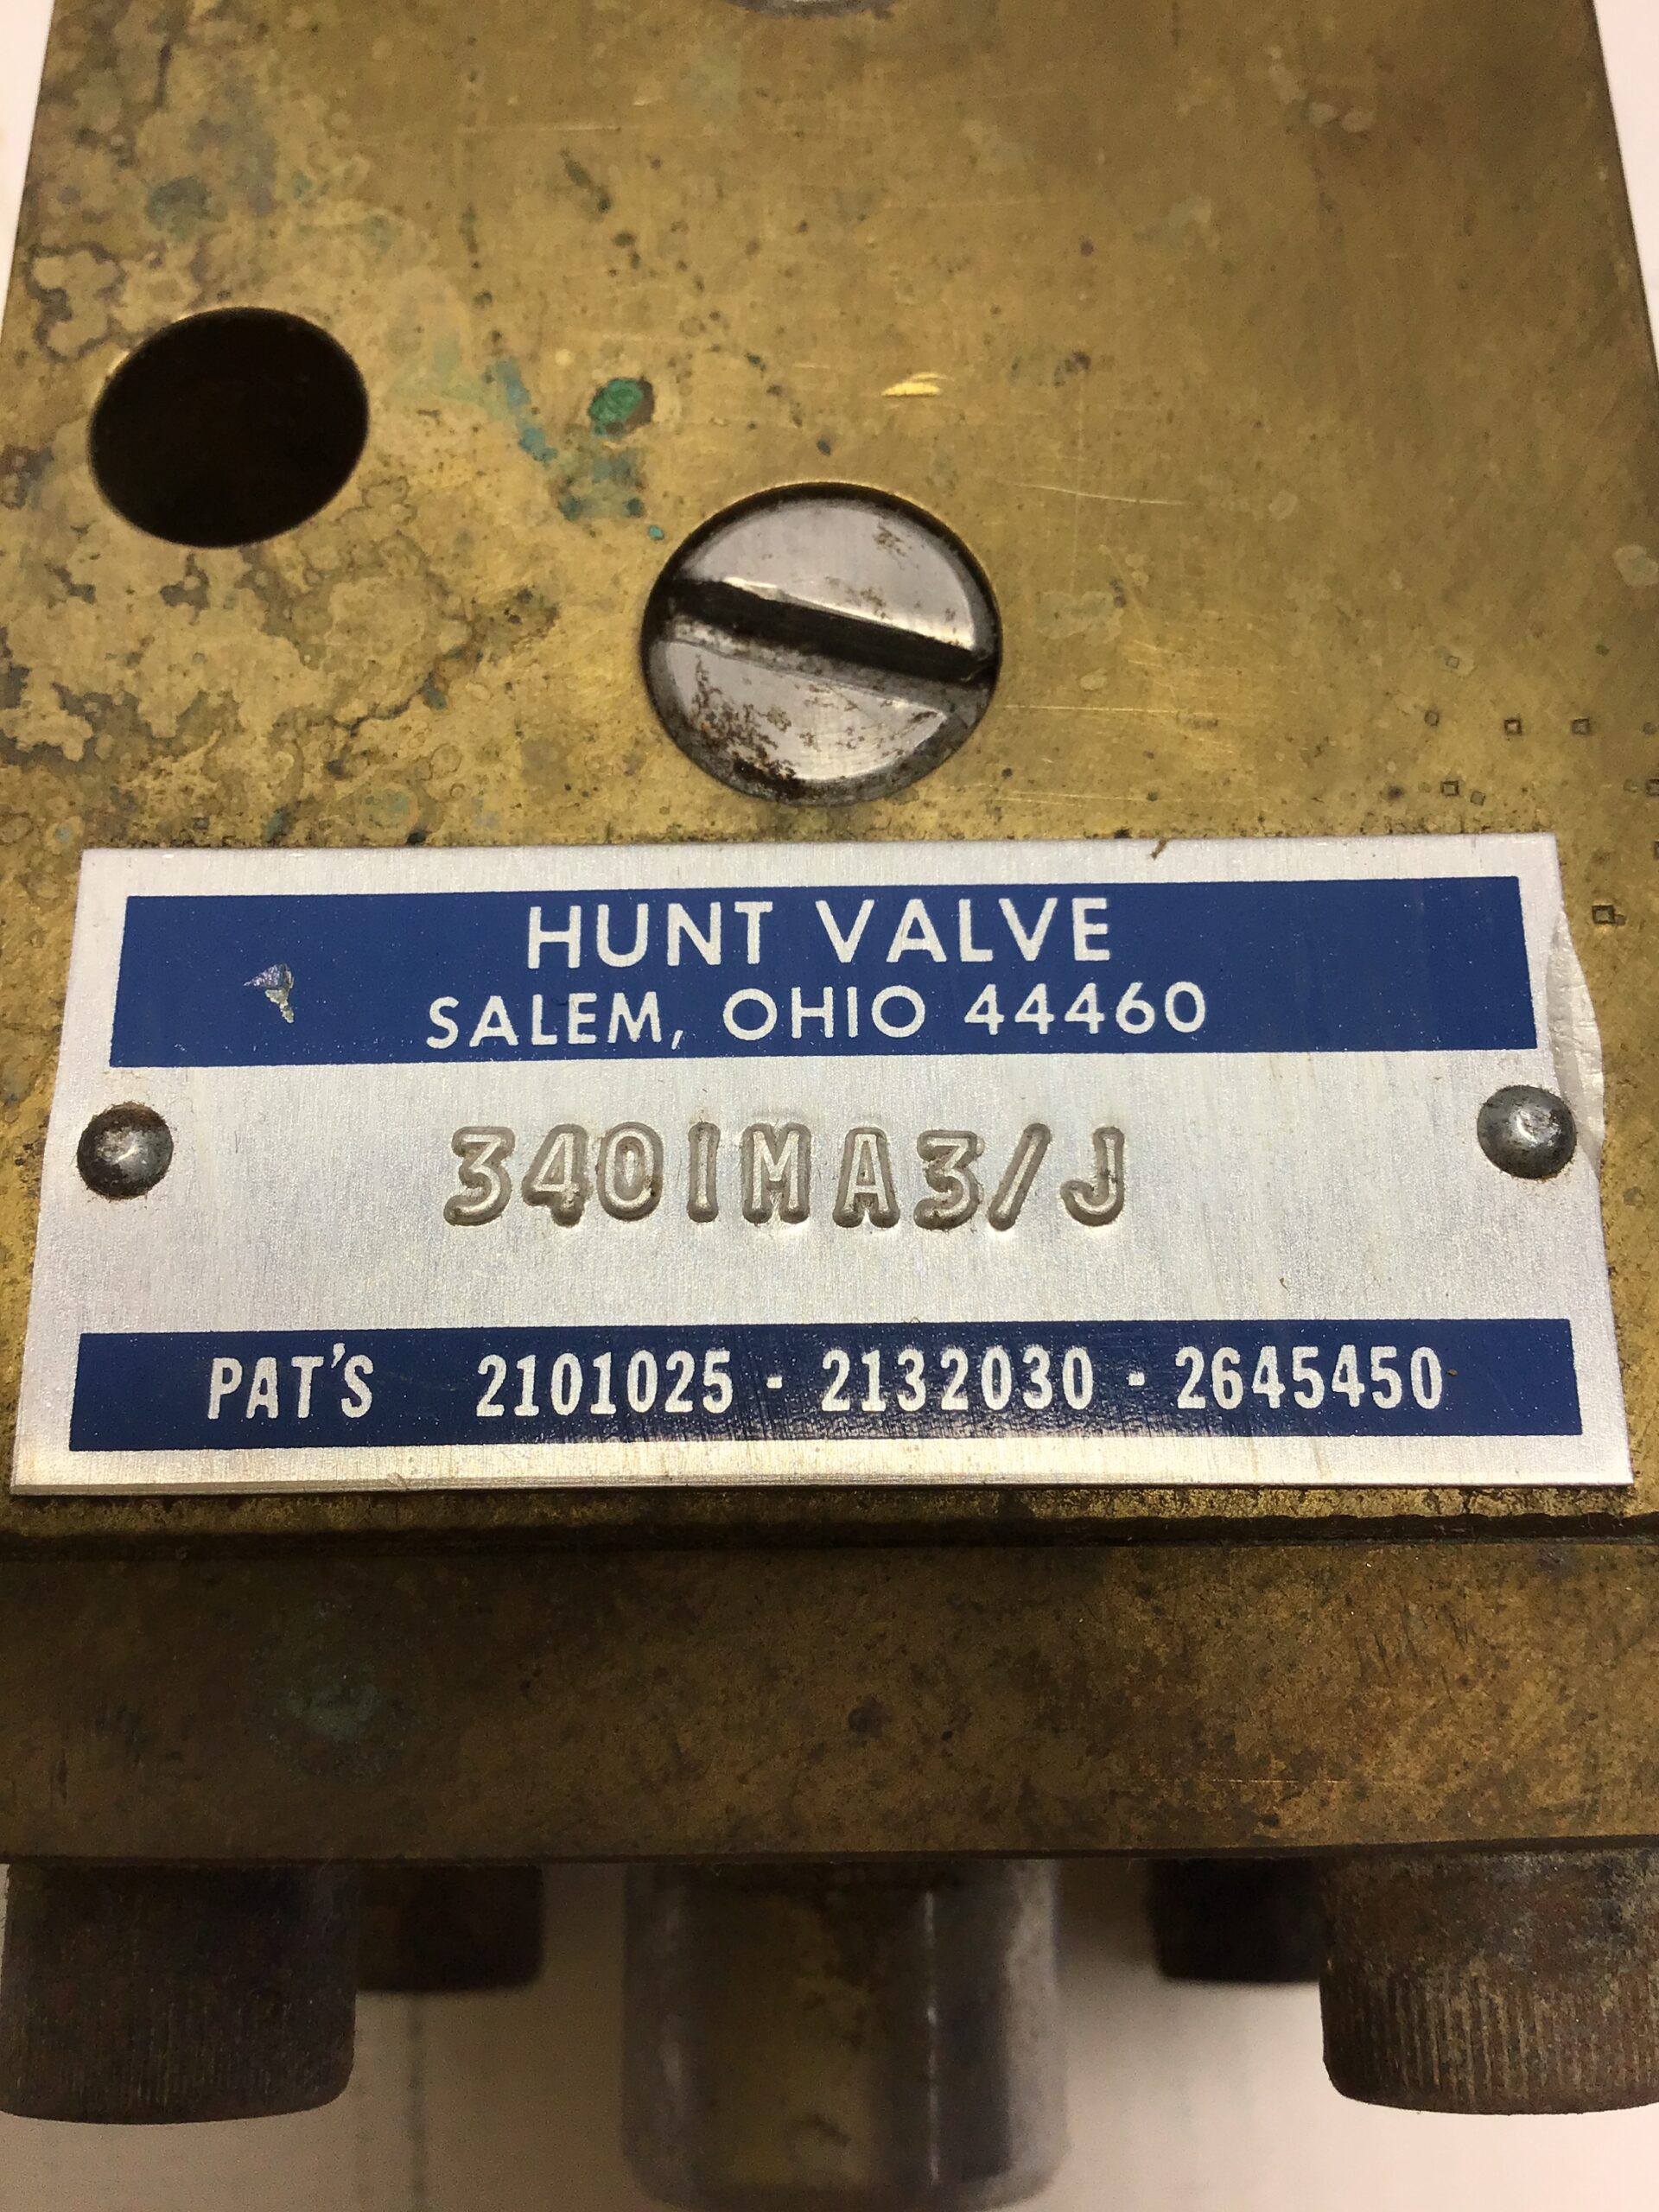 HUNT VALVE
SALEM, OHIO 44460
3401MA3/J
PAT'S 2101025 - 2132030 - 2645450